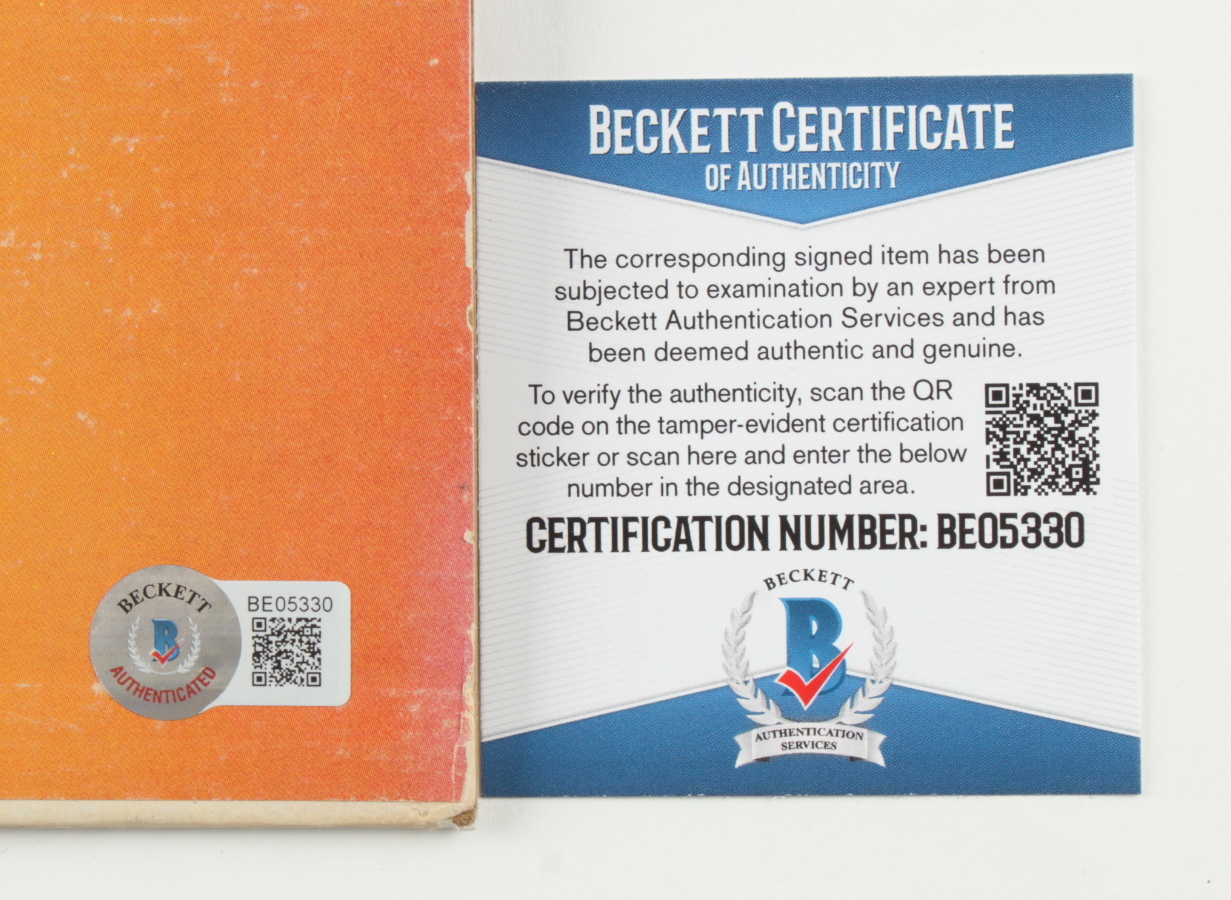 BECKETT CERTIFICATE
OF AUTHENTICITY
The corresponding signed item has been
subjected to examination by an expert from
Beckett Authentication Services and has
been deemed authentic and genuine.
To verify the authenticity, scan the QR
code on the tamper-evident certification
sticker or scan here and enter the below
number in the designated area.
CERTIFICATION NUMBER: BE05330
BECKETT
B
AUTHENTICATION
SERVICES
BECKETT
B
AUTHENTICATED
BE05330